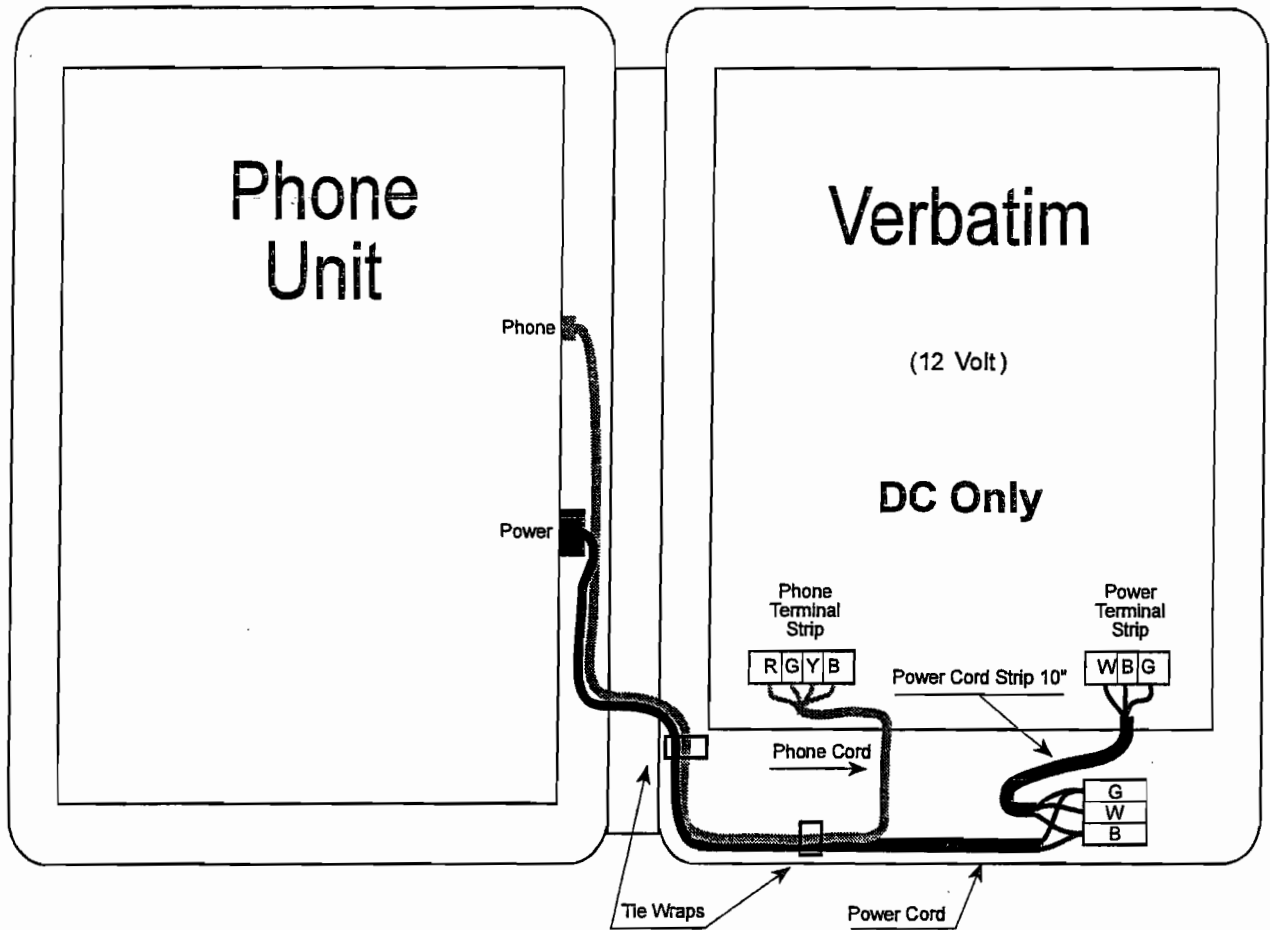 Phone
Unit
Phone
Power
Verbatim
(12 Volt)
DC Only
Phone
Terminal
Strip
R G Y B
Power
Terminal
Strip
W B G
Power Cord Strip 10"
Phone Cord
G
W
B
Tie Wraps
Power Cord